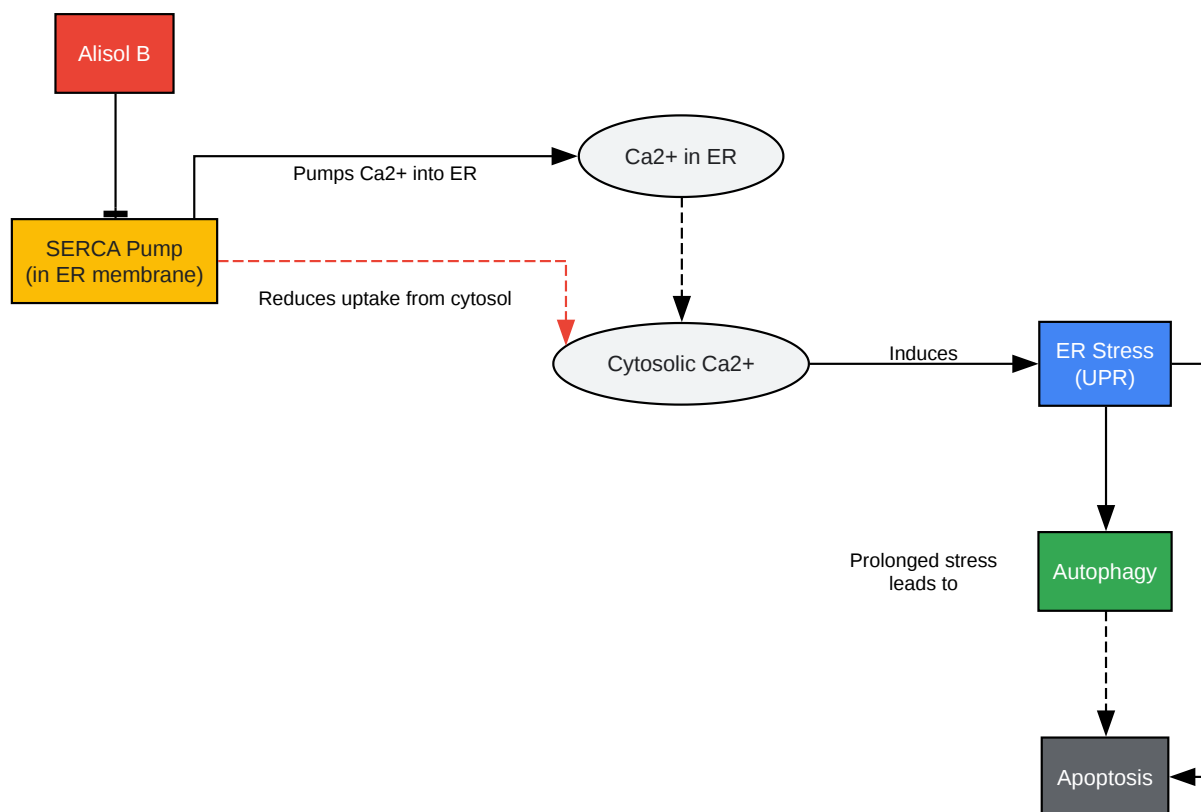 Alisol B
Ca2+ in ER
Pumps Ca2+ into ER
SERCA Pump
(in ER membrane)
Reduces uptake from cytosol
Cytosolic Ca2+
Induces
ER Stress
(UPR)
Prolonged stress
leads to
Autophagy
Apoptosis